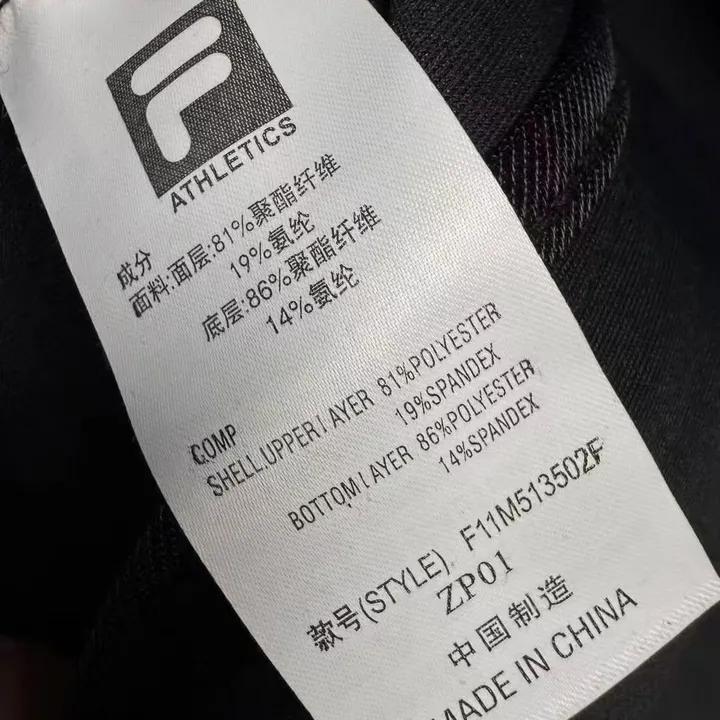 F
ATHLETICS
成分
面料:面层:81%聚酯纤维
19%氨纶
底层:86%聚酯纤维
14%氨纶
COMP
SHELL.UPPER LAYER 81%POLYESTER
19%SPANDEX
BOTTOM LAYER 86%POLYESTER
14%SPANDEX
款号(STYLE). F11M513502F
ZP01
中国制造
MADE IN CHINA